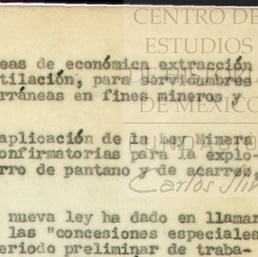 CENTRO DE
ESTUDIOS
DE MÉXICO
FUNDACIÓN
eas de económica extracción
tilación, para servidumbres
rráneas en fines mineros y
aplicación de la Ley Minera
onfirmatorias para la explo-
rro de pantano y de acarreo,
nueva ley ha dado en llamar
las "concesiones especiales
eriodo preliminar de traba-